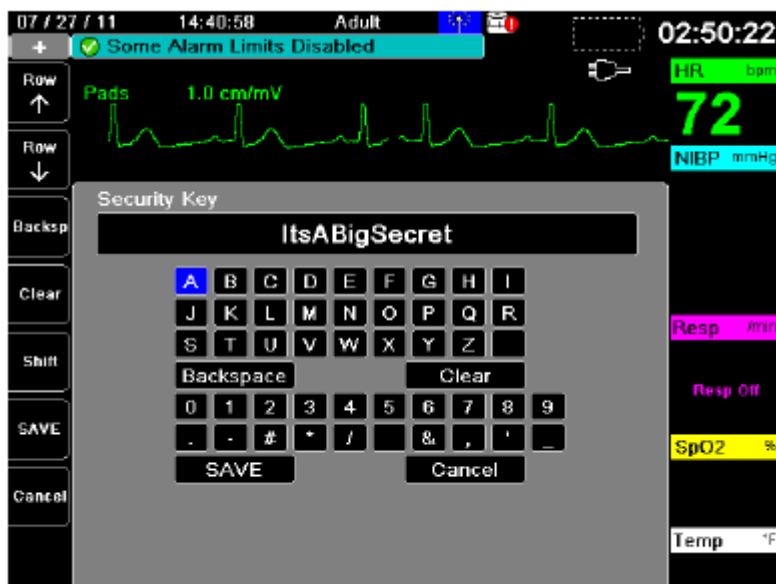 07 / 27 / 11 14:40:58 Adult
02:50:22
+ Some Alarm Limits Disabled
HR bpm
72
Row
Pads 1.0 cm/mV
Row
NIBP mmHg
Security Key
Backsp
ItsABigSecret
Clear
A B C D E F G H I
J K L M N O P Q R
S T U V W X Y Z
Resp /min
Shift
Backspace Clear
Resp Off
0 1 2 3 4 5 6 7 8 9
SAVE
. - # * / & , ' _
SpO2 %
SAVE Cancel
Cancel
Temp °F